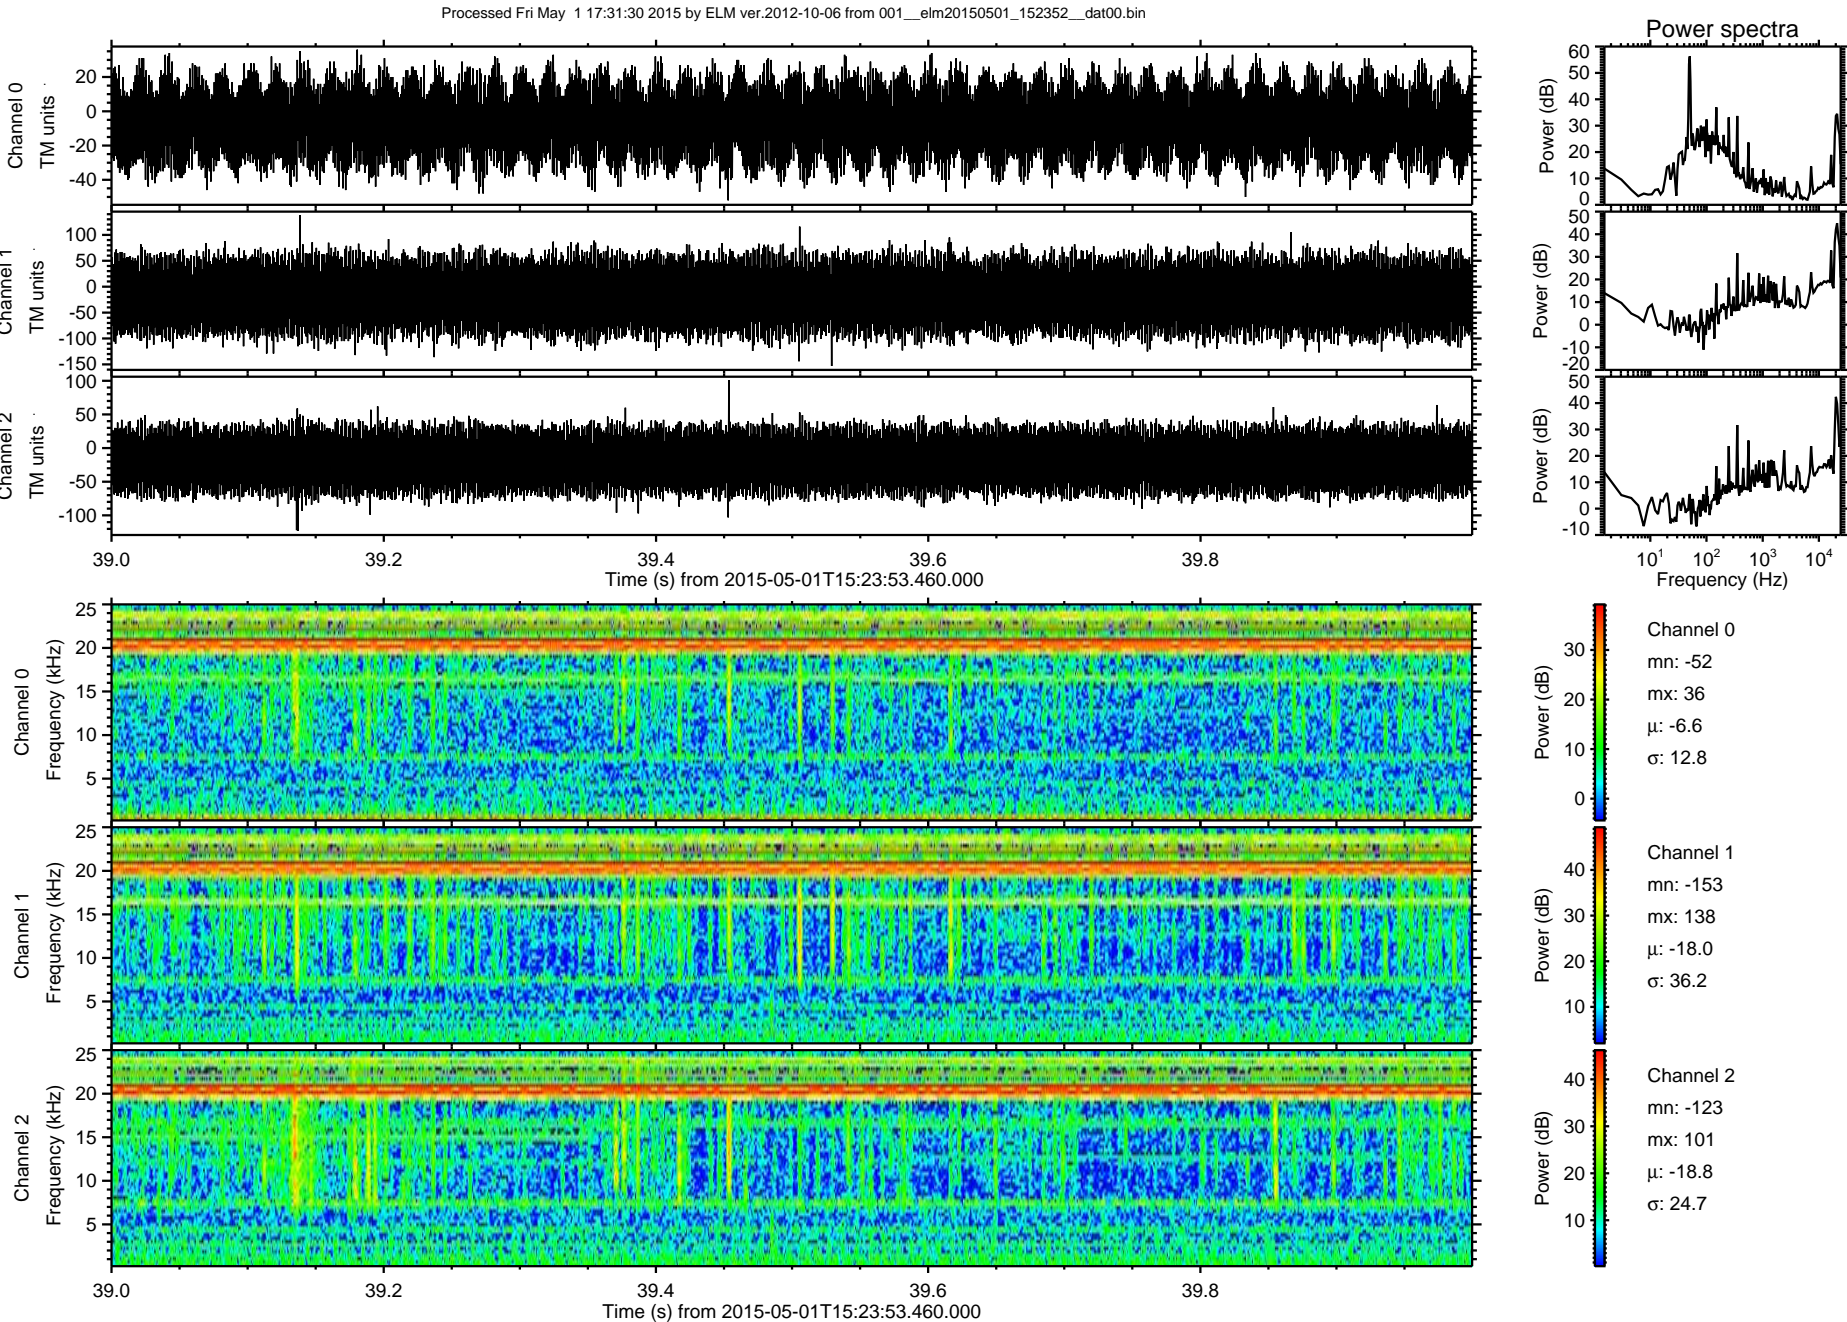 Processed Fri May  1 17:31:30 2015 by ELM ver.2012-10-06 from 001__elm20150501_152352__dat00.bin
Power spectra
Channel 0
TM units
20
0
-20
-40
Power (dB)
60
50
40
30
20
10
0
Channel 1
TM units
100
50
0
-50
-100
-150
Power (dB)
50
40
30
20
10
0
-10
-20
Channel 2
TM units
100
50
0
-50
-100
Power (dB)
50
40
30
20
10
0
-10
39.0 39.2 39.4 39.6 39.8
Time (s) from 2015-05-01T15:23:53.460.000
10^1 10^2 10^3 10^4
Frequency (Hz)
Channel 0
Frequency (kHz)
25
20
15
10
5
Power (dB)
30
20
10
0
Channel 0
mn: -52
mx: 36
μ: -6.6
σ: 12.8
Channel 1
Frequency (kHz)
25
20
15
10
5
Power (dB)
40
30
20
10
Channel 1
mn: -153
mx: 138
μ: -18.0
σ: 36.2
Channel 2
Frequency (kHz)
25
20
15
10
5
Power (dB)
40
30
20
10
Channel 2
mn: -123
mx: 101
μ: -18.8
σ: 24.7
39.0 39.2 39.4 39.6 39.8
Time (s) from 2015-05-01T15:23:53.460.000